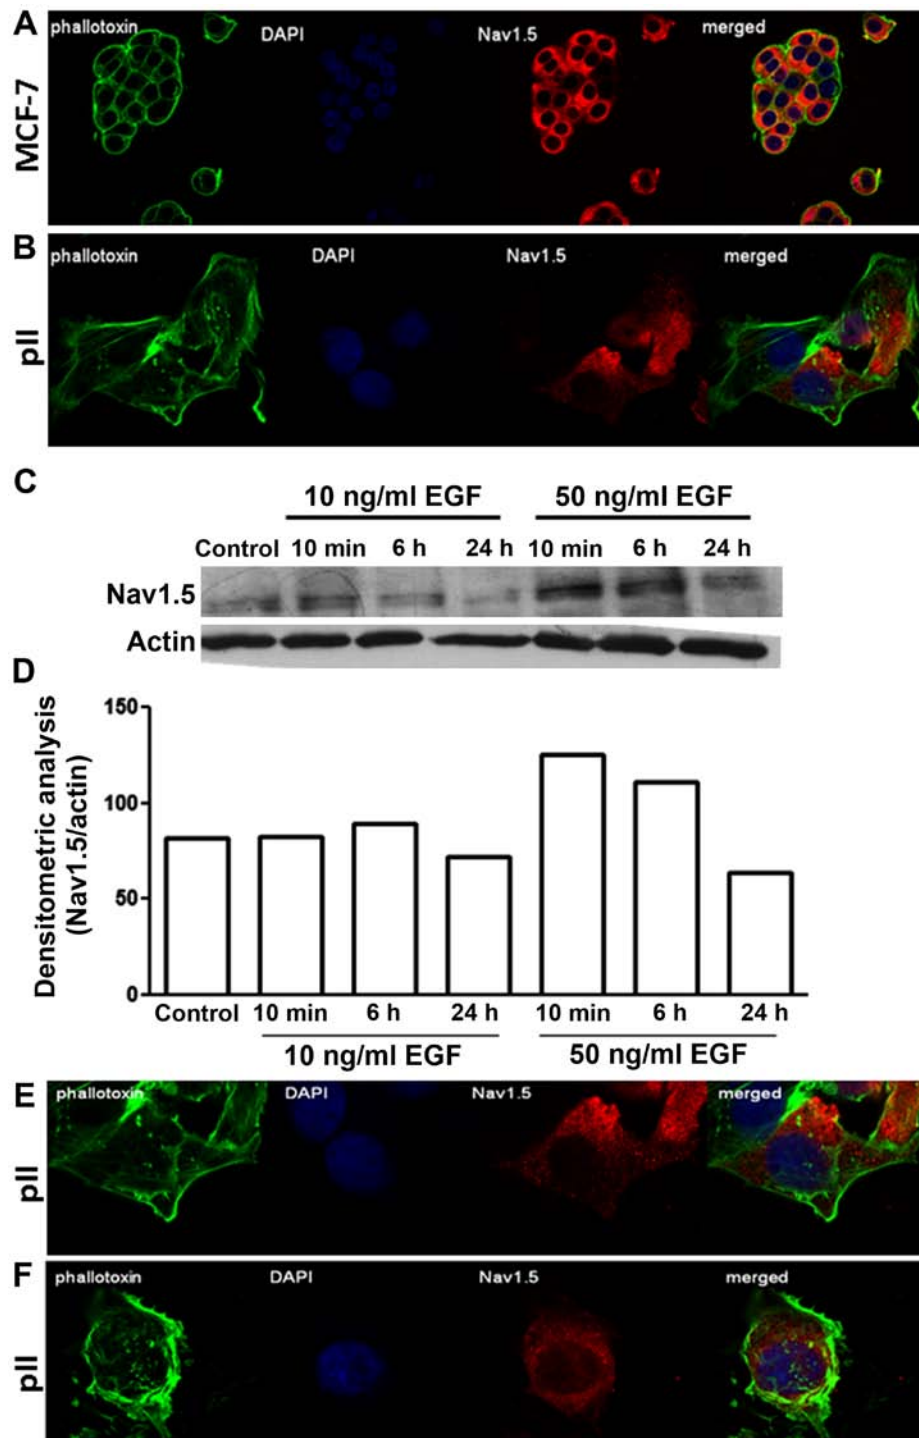 A
phallotoxin DAPI Nav1.5 merged
MCF-7
B
phallotoxin DAPI Nav1.5 merged
pII
C
10 ng/ml EGF 50 ng/ml EGF
Control 10 min 6 h 24 h 10 min 6 h 24 h
Nav1.5
Actin
D
Densitometric analysis
(Nav1.5/actin)
150
100
50
0
Control 10 min 6 h 24 h 10 min 6 h 24 h
10 ng/ml EGF 50 ng/ml EGF
E
phallotoxin DAPI Nav1.5 merged
pII
F
phallotoxin DAPI Nav1.5 merged
pII